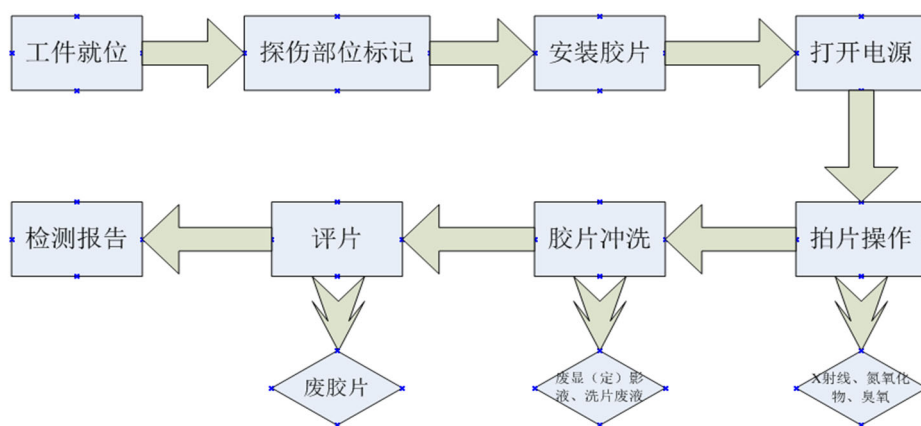 工件就位
探伤部位标记
安装胶片
打开电源
检测报告
评片
胶片冲洗
拍片操作
废胶片
废显（定）影
液、洗片废液
X射线、氮氧化
物、臭氧